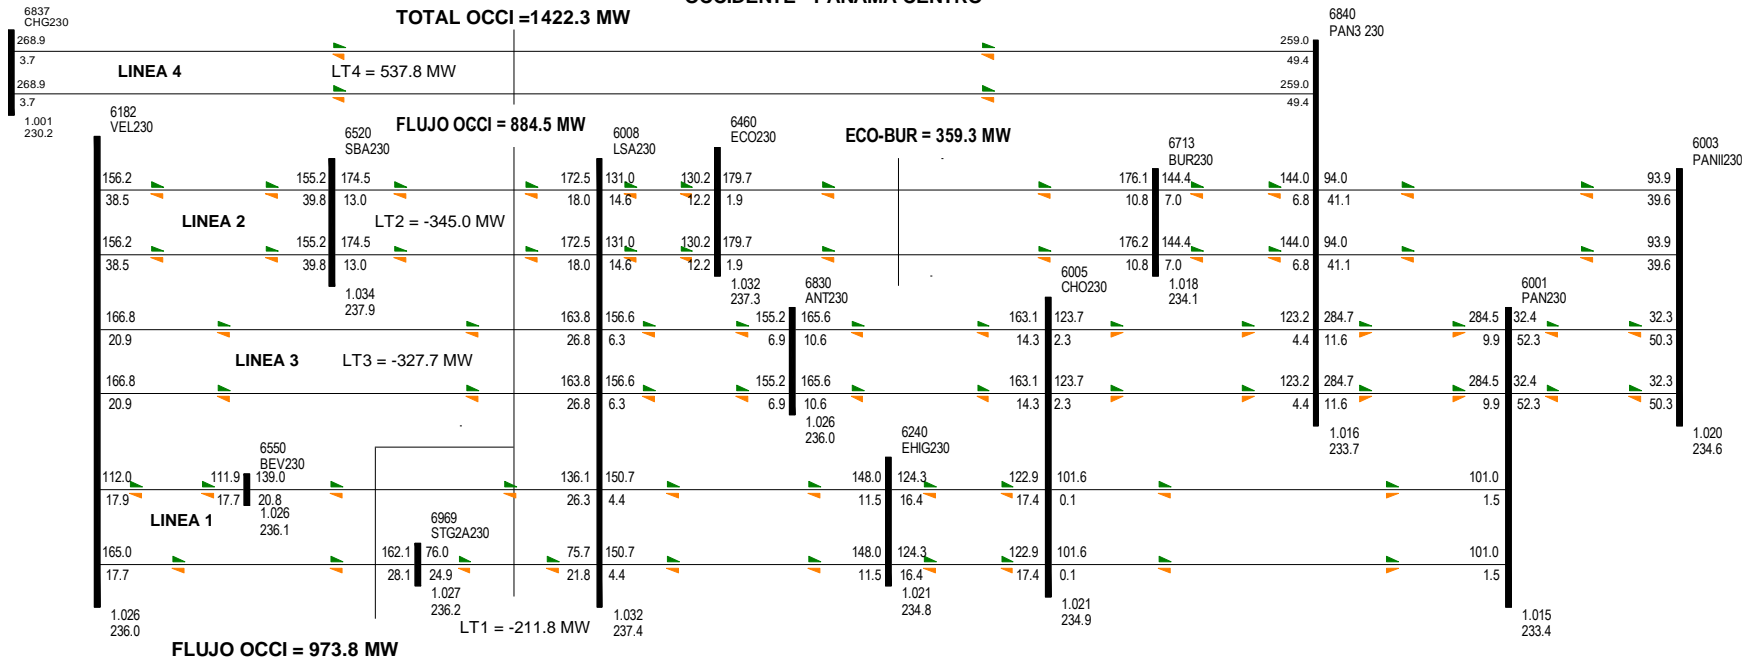 OCCIDENTE - PANAMA CENTRO
TOTAL OCCI =1422.3 MW
6837
CHG230
268.9
3.7
268.9
3.7
1.001
230.2
LINEA 4
LT4 = 537.8 MW
259.0
49.4
259.0
49.4
6840
PAN3 230
6182
VEL230
6520
SBA230
FLUJO OCCI = 884.5 MW
6008
LSA230
6460
ECO230
ECO-BUR = 359.3 MW
6713
BUR230
6003
PANII230
156.2 155.2 174.5 172.5 131.0 130.2 179.7 176.1 144.4 144.0 94.0 93.9
38.5 39.8 13.0 18.0 14.6 12.2 1.9 10.8 7.0 6.8 41.1 39.6
LINEA 2
LT2 = -345.0 MW
156.2 155.2 174.5 172.5 131.0 130.2 179.7 176.2 144.4 144.0 94.0 93.9
38.5 39.8 13.0 18.0 14.6 12.2 1.9 10.8 7.0 6.8 41.1 39.6
1.034
237.9
1.032
237.3
1.018
234.1
6830
ANT230
6005
CHO230
6001
PAN230
166.8 163.8 156.6 155.2 165.6 163.1 123.7 123.2 284.7 284.5 32.4 32.3
20.9 26.8 6.3 6.9 10.6 14.3 2.3 4.4 11.6 9.9 52.3 50.3
LINEA 3
LT3 = -327.7 MW
166.8 163.8 156.6 155.2 165.6 163.1 123.7 123.2 284.7 284.5 32.4 32.3
20.9 26.8 6.3 6.9 10.6 14.3 2.3 4.4 11.6 9.9 52.3 50.3
1.026
236.0
1.016
233.7
1.020
234.6
6550
BEV230
6240
EHIG230
112.0 111.9 139.0 136.1 150.7 148.0 124.3 122.9 101.6 101.0
17.9 17.7 20.8 26.3 4.4 11.5 16.4 17.4 0.1 1.5
1.026
236.1
LINEA 1
6969
STG2A230
165.0 162.1 76.0 75.7 150.7 148.0 124.3 122.9 101.6 101.0
17.7 28.1 24.9 21.8 4.4 11.5 16.4 17.4 0.1 1.5
1.027
236.2
1.021
234.8
1.021
234.9
1.026
236.0
LT1 = -211.8 MW
1.032
237.4
1.015
233.4
FLUJO OCCI = 973.8 MW